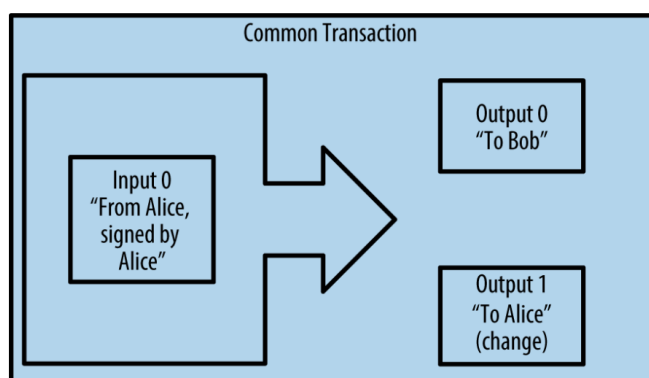 Common Transaction
Input 0
“From Alice,
signed by
Alice”
Output 0
“To Bob”
Output 1
“To Alice”
(change)